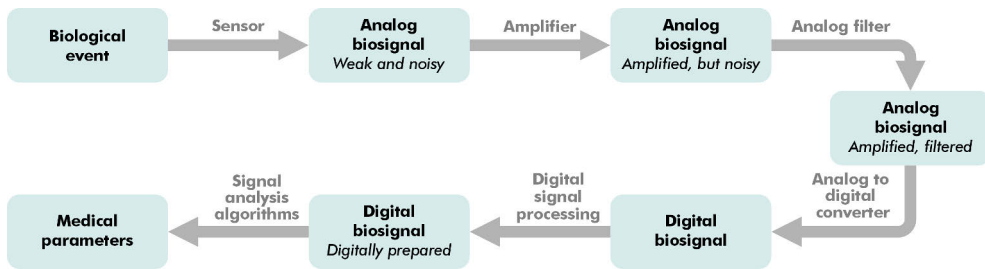 Biological
event
Sensor
Analog
biosignal
Weak and noisy
Amplifier
Analog
biosignal
Amplified, but noisy
Analog filter
Analog
biosignal
Amplified, filtered
Analog to
digital
converter
Digital
biosignal
Digital
signal
processing
Digital
biosignal
Digitally prepared
Signal
analysis
algorithms
Medical
parameters